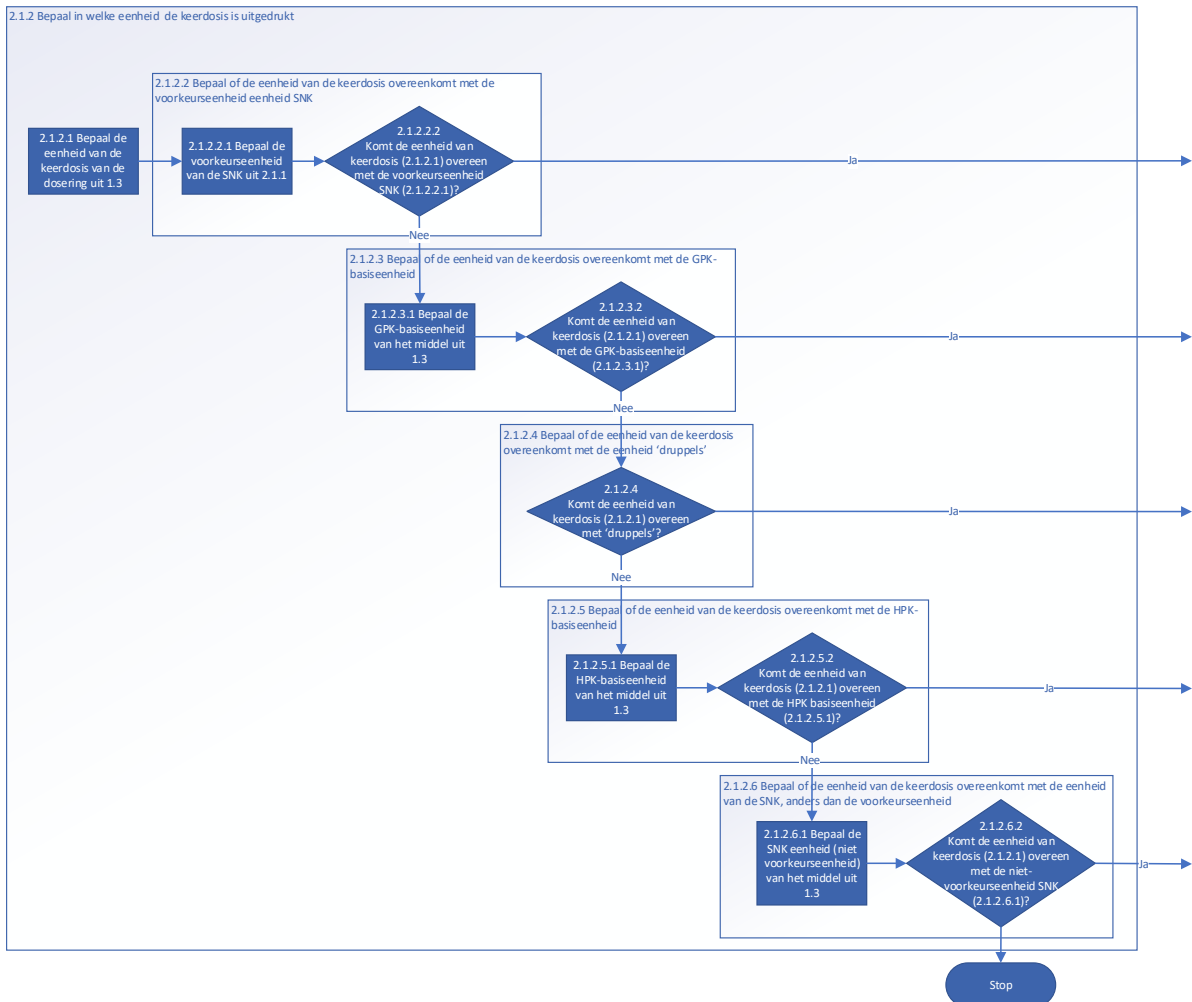 2.1.2 Bepaal in welke eenheid de keerdosis is uitgedrukt
2.1.2.2 Bepaal of de eenheid van de keerdosis overeenkomt met de
voorkeurseenheid eenheid SNK
2.1.2.1 Bepaal de
eenheid van de
keerdosis van de
dosering uit 1.3
2.1.2.2.1 Bepaal de
voorkeurseenheid
van de SNK uit 2.1.1
2.1.2.2.2
Komt de eenheid van
keerdosis (2.1.2.1) overeen
met de voorkeurseenheid
SNK (2.1.2.2.1)?
Ja
Nee
2.1.2.3 Bepaal of de eenheid van de keerdosis overeenkomt met de GPK-
basiseenheid
2.1.2.3.1 Bepaal de
GPK-basiseenheid
van het middel uit
1.3
2.1.2.3.2
Komt de eenheid van
keerdosis (2.1.2.1) overeen
met de GPK-basiseenheid
(2.1.2.3.1)?
Ja
Nee
2.1.2.4 Bepaal of de eenheid van de keerdosis
overeenkomt met de eenheid ‘druppels’
2.1.2.4
Komt de eenheid van
keerdosis (2.1.2.1) overeen
met ‘druppels’?
Ja
Nee
2.1.2.5 Bepaal of de eenheid van de keerdosis overeenkomt met de HPK-
basiseenheid
2.1.2.5.1 Bepaal de
HPK-basiseenheid
van het middel uit
1.3
2.1.2.5.2
Komt de eenheid van
keerdosis (2.1.2.1) overeen
met de HPK basiseenheid
(2.1.2.5.1)?
Ja
Nee
2.1.2.6 Bepaal of de eenheid van de keerdosis overeenkomt met de eenheid
van de SNK, anders dan de voorkeurseenheid
2.1.2.6.1 Bepaal de
SNK eenheid (niet
voorkeurseenheid)
van het middel uit
1.3
2.1.2.6.2
Komt de eenheid van
keerdosis (2.1.2.1) overeen
met de niet-
voorkeurseenheid SNK
(2.1.2.6.1)?
Ja
Stop